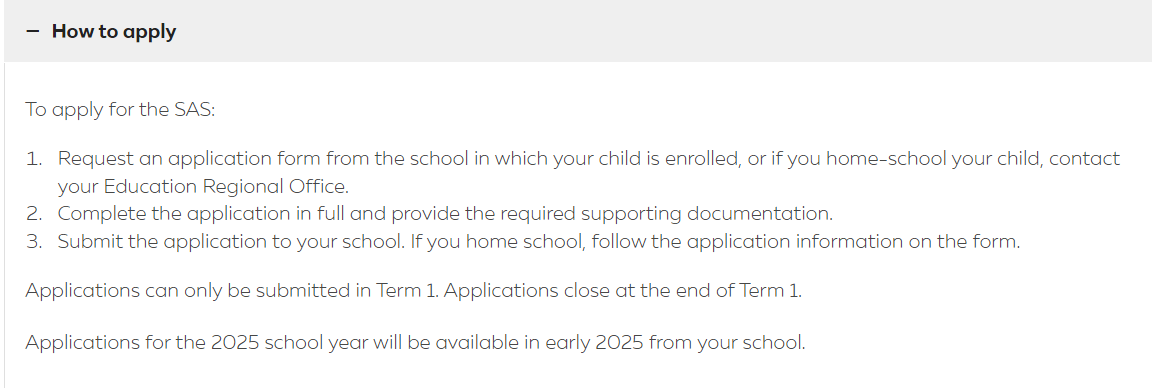 – How to apply
To apply for the SAS:
1. Request an application form from the school in which your child is enrolled, or if you home-school your child, contact
your Education Regional Office.
2. Complete the application in full and provide the required supporting documentation.
3. Submit the application to your school. If you home school, follow the application information on the form.
Applications can only be submitted in Term 1. Applications close at the end of Term 1.
Applications for the 2025 school year will be available in early 2025 from your school.